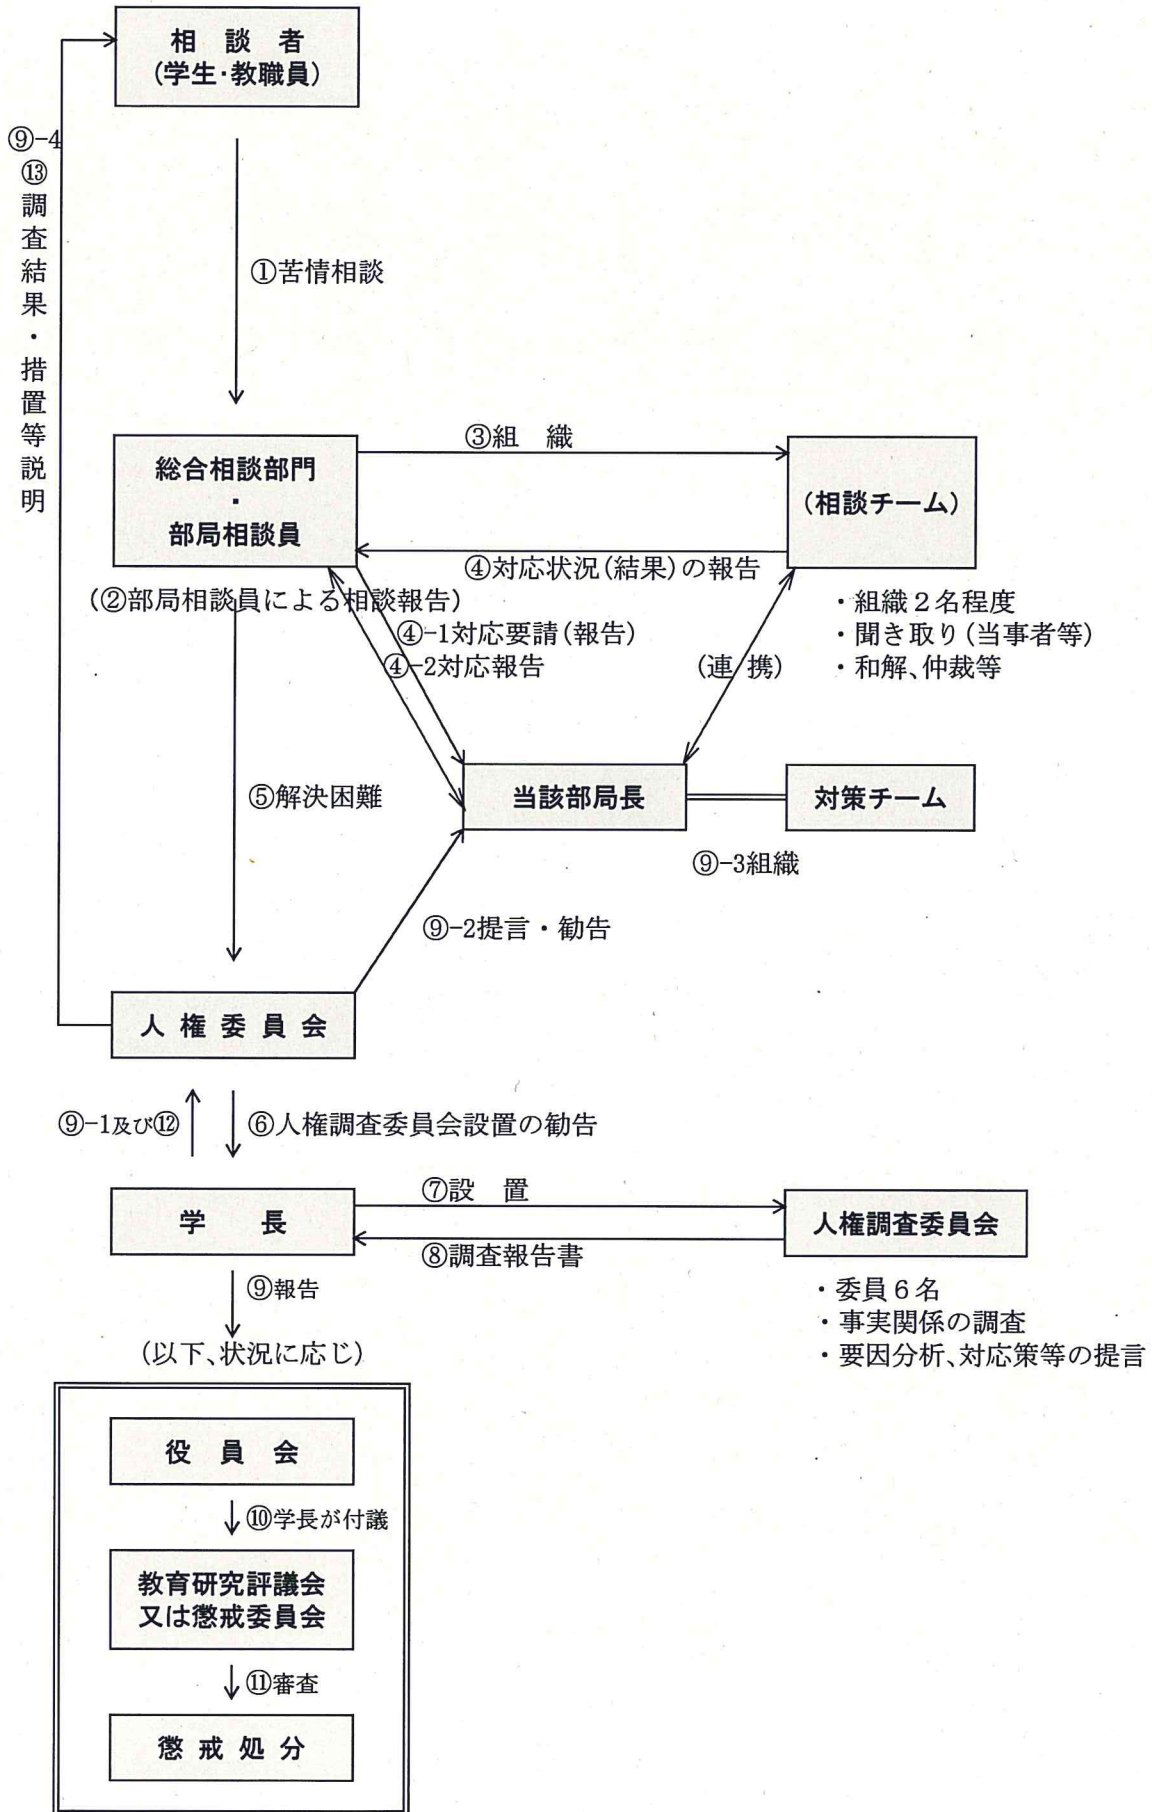 相　談　者
(学生・教職員)
⑨-4
⑬
調査結果・措置等説明
①苦情相談
③組　織
総合相談部門
・
部局相談員
(相談チーム)
④対応状況(結果)の報告
(②部局相談員による相談報告)
・組織２名程度
・聞き取り(当事者等)
・和解、仲裁等
④-1対応要請(報告)
④-2対応報告
(連 携)
⑤解決困難
当該部局長
対策チーム
⑨-3組織
⑨-2提言・勧告
人 権 委 員 会
⑨-1及び⑫
⑥人権調査委員会設置の勧告
学　　長
⑦設　置
⑧調査報告書
人権調査委員会
⑨報告
・委員６名
・事実関係の調査
・要因分析、対応策等の提言
(以下、状況に応じ)
役　員　会
⑩学長が付議
教育研究評議会
又は懲戒委員会
⑪審査
懲 戒 処 分